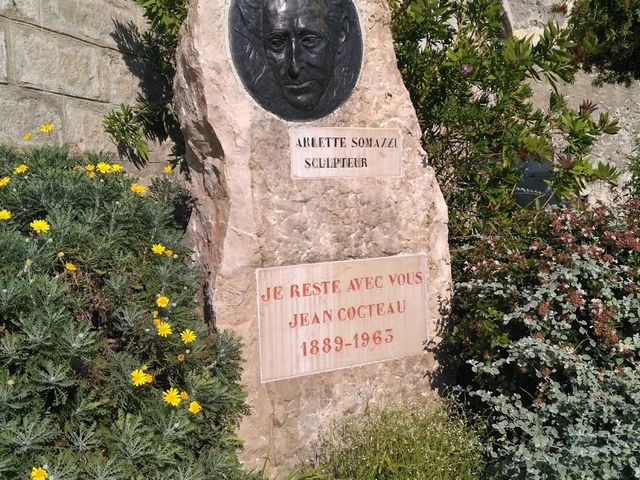 ARLETTE SOMAZZI
SCULPTEUR
JE RESTE AVEC VOUS
JEAN COCTEAU
1889-1963